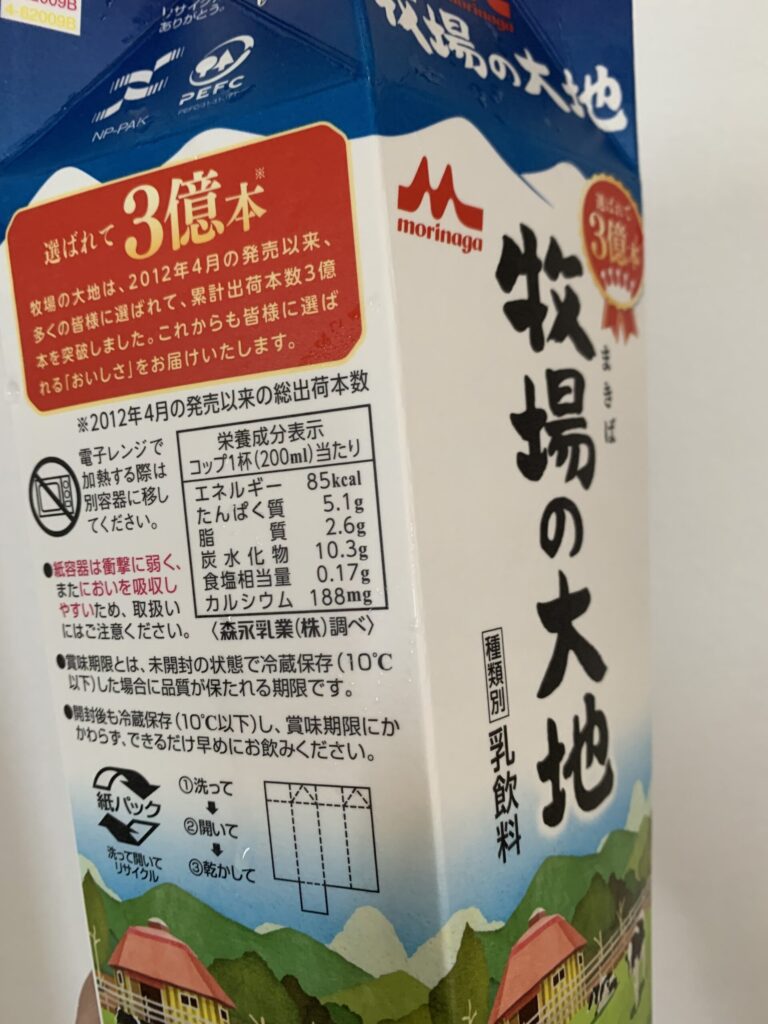 4-82009B
リサイクル
ありがとう。
NP-PAK
PEFC
選ばれて 3億本※
牧場の大地は、2012年4月の発売以来、
多くの皆様に選ばれて、累計出荷本数3億
本を突破しました。これからも皆様に選ば
れる「おいしさ」をお届けいたします。
※2012年4月の発売以来の総出荷本数
電子レンジで
加熱する際は
別容器に移し
てください。
栄養成分表示
コップ1杯(200ml)当たり
エネルギー 85kcal
たんぱく質 5.1g
脂質 2.6g
炭水化物 10.3g
食塩相当量 0.17g
カルシウム 188mg
〈森永乳業(株)調べ〉
●紙容器は衝撃に弱く、
またにおいを吸収し
やすいため、取扱い
にはご注意ください。
●賞味期限とは、未開封の状態で冷蔵保存(10℃
以下)した場合に品質が保たれる期限です。
●開封後も冷蔵保存(10℃以下)し、賞味期限にか
かわらず、できるだけ早めにお飲みください。
紙パック
洗って開いて
リサイクル
①洗って
②開いて
③乾かして
morinaga
牧場の大地
morinaga
選ばれて
3億本
まきば
牧場の大地
種類別 乳飲料